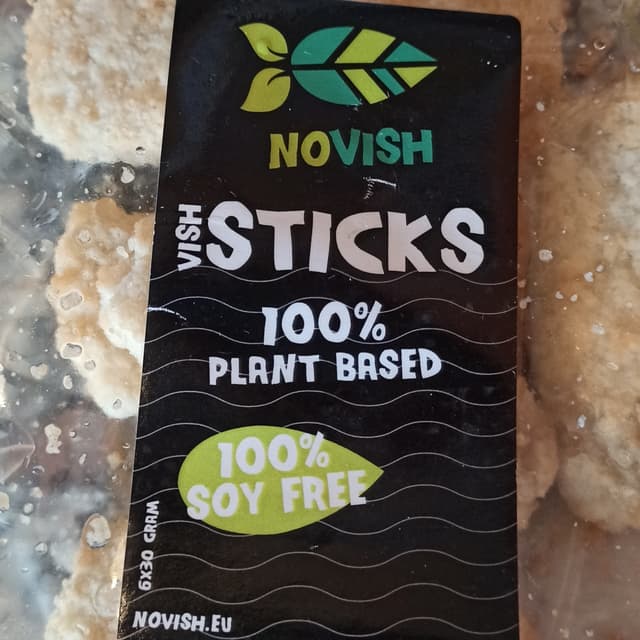 NOVISH
VISH STICKS
100%
PLANT BASED
100%
SOY FREE
6X30 GRAM
NOVISH.EU